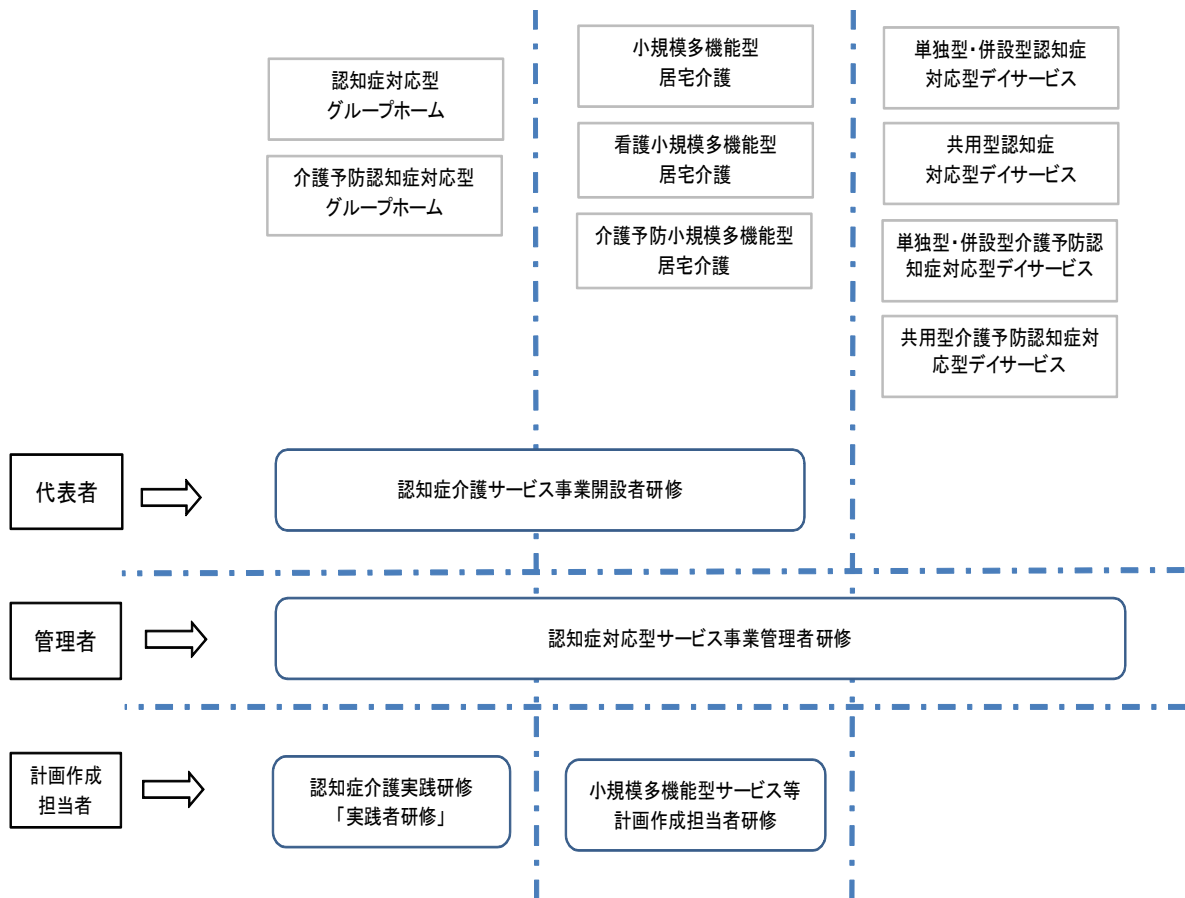 認知症対応型
グループホーム
介護予防認知症対応型
グループホーム
小規模多機能型
居宅介護
看護小規模多機能型
居宅介護
介護予防小規模多機能型
居宅介護
単独型・併設型認知症
対応型デイサービス
共用型認知症
対応型デイサービス
単独型・併設型介護予防認
知症対応型デイサービス
共用型介護予防認知症対
応型デイサービス
代表者
認知症介護サービス事業開設者研修
管理者
認知症対応型サービス事業管理者研修
計画作成
担当者
認知症介護実践研修
「実践者研修」
小規模多機能型サービス等
計画作成担当者研修